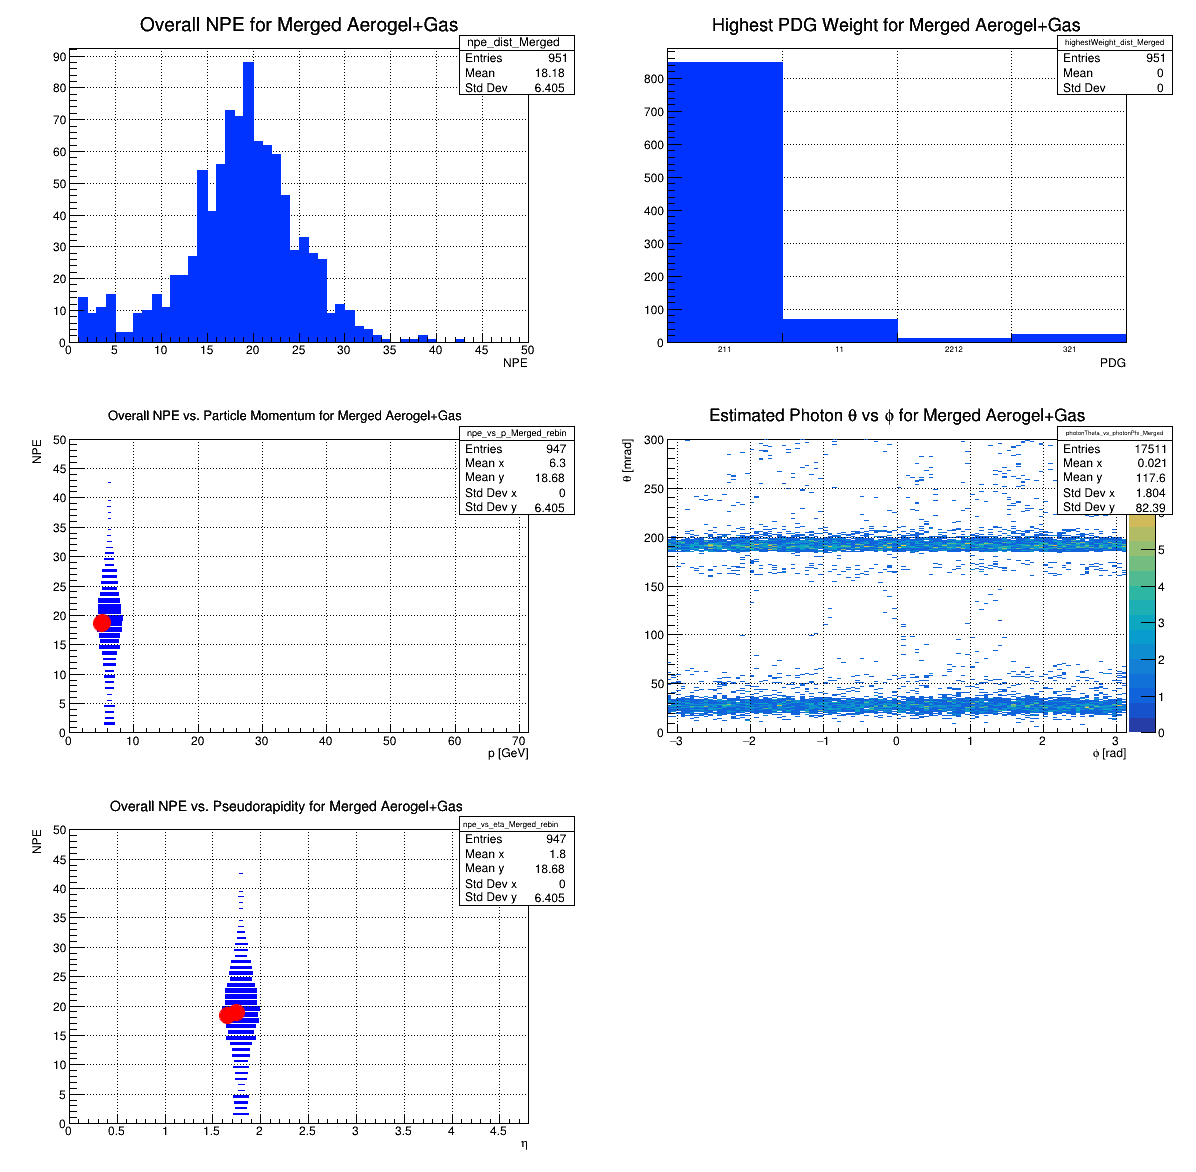 Overall NPE for Merged Aerogel+Gas
npe_dist_Merged
Entries 951
Mean 18.18
Std Dev 6.405
90
80
70
60
50
40
30
20
10
0
0 5 10 15 20 25 30 35 40 45 50
NPE
Highest PDG Weight for Merged Aerogel+Gas
highestWeight_dist_Merged
Entries 951
Mean 0
Std Dev 0
800
700
600
500
400
300
200
100
0
211 11 2212 321
PDG
Overall NPE vs. Particle Momentum for Merged Aerogel+Gas
npe_vs_p_Merged_rebin
Entries 947
Mean x 6.3
Mean y 18.68
Std Dev x 0
Std Dev y 6.405
NPE
50
45
40
35
30
25
20
15
10
5
0
0 10 20 30 40 50 60 70
p [GeV]
Estimated Photon θ vs ϕ for Merged Aerogel+Gas
photonTheta_vs_photonPhi_Merged
Entries 17511
Mean x 0.021
Mean y 117.6
Std Dev x 1.804
Std Dev y 82.39
θ [mrad]
300
250
200
150
100
50
0
−3 −2 −1 0 1 2 3
ϕ [rad]
5
4
3
2
1
0
Overall NPE vs. Pseudorapidity for Merged Aerogel+Gas
npe_vs_eta_Merged_rebin
Entries 947
Mean x 1.8
Mean y 18.68
Std Dev x 0
Std Dev y 6.405
NPE
50
45
40
35
30
25
20
15
10
5
0
0 0.5 1 1.5 2 2.5 3 3.5 4 4.5
η